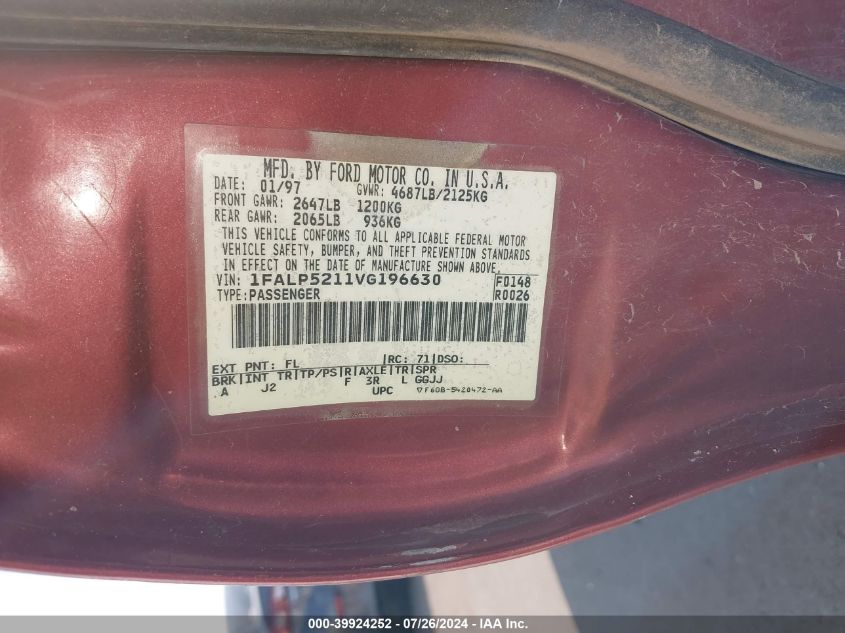 MFD. BY FORD MOTOR CO. IN U.S.A.
DATE: 01/97 GVWR: 4687LB/2125KG
FRONT GAWR: 2647LB 1200KG
REAR GAWR: 2065LB 936KG
THIS VEHICLE CONFORMS TO ALL APPLICABLE FEDERAL MOTOR
VEHICLE SAFETY, BUMPER, AND THEFT PREVENTION STANDARDS
IN EFFECT ON THE DATE OF MANUFACTURE SHOWN ABOVE.
VIN: 1FALP5211VG196630 F0148
TYPE: PASSENGER R0026
EXT PNT: FL RC: 71 DSO:
BRK INT TR TP/PS R AXLE TR SPR
A J2 F 3R L GGJJ
UPC F6DB-5420472-AA
000-39924252 - 07/26/2024 - IAA Inc.